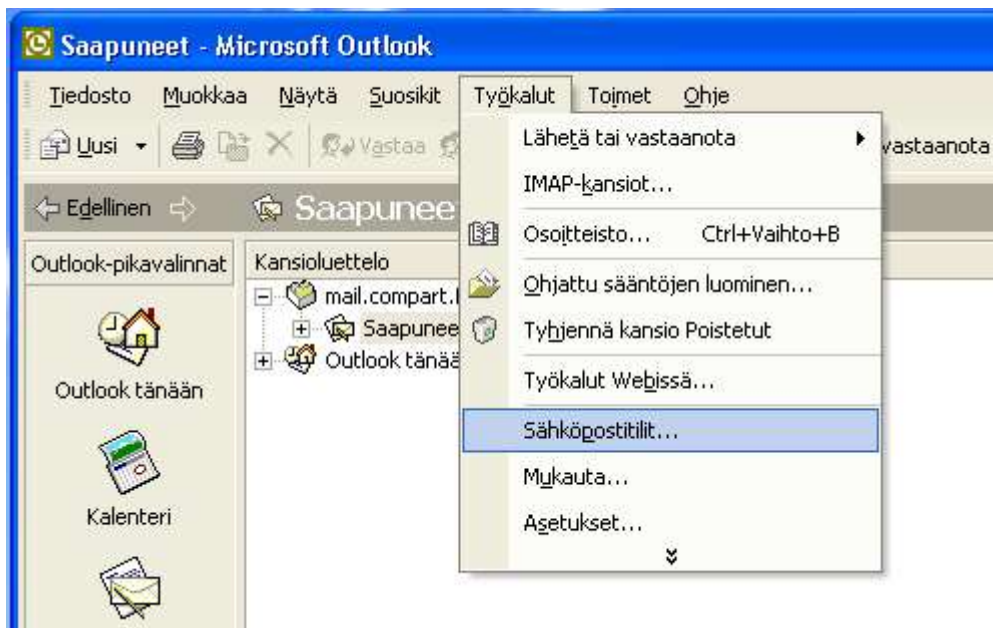 Saapuneet - Microsoft Outlook
Tiedosto Muokkaa Näytä Suosikit Työkalut Toimet Ohje
Uusi Vastaa vastaanota
Edellinen Saapunee
Outlook-pikavalinnat
Outlook tänään
Kalenteri
Kansioluettelo
mail.compart.
Saapunee
Outlook tänää
Lähetä tai vastaanota
IMAP-kansiot...
Osoitteisto... Ctrl+Vaihto+B
Ohjattu sääntöjen luominen...
Tyhjennä kansio Poistetut
Työkalut Webissä...
Sähköpostitilit...
Mukauta...
Asetukset...